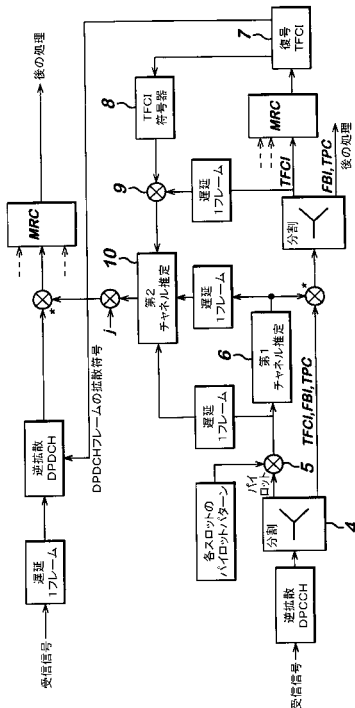 受信信号
遅延
1フレーム
逆拡散
DPDCH
*
MRC
後の処理
DPDCHフレームの拡散符号
j
第2
チャネル推定
10
9
TFCI
符号器
8
復号
TFCI
7
遅延
1フレーム
遅延
1フレーム
遅延
1フレーム
MRC
TFCI
FBI,TPC
後の処理
分割
*
第1
チャネル推定
6
各スロットの
パイロットパターン
パイロット
5
TFCI,FBI,TPC
分割
4
逆拡散
DPCCH
受信信号